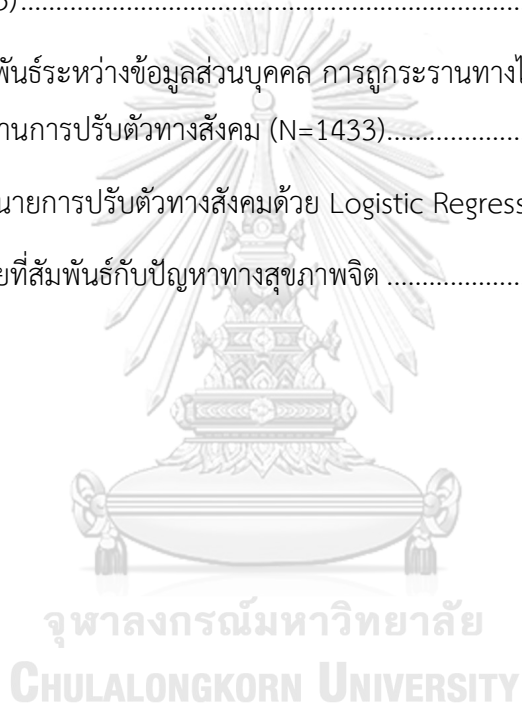 6)..........................................................................................
พันธ์ระหว่างข้อมูลส่วนบุคคล การถูกระรานทางไ
านการปรับตัวทางสังคม (N=1433)....................
นายการปรับตัวทางสังคมด้วย Logistic Regress
ยที่สัมพันธ์กับปัญหาทางสุขภาพจิต ....................
จุฬาลงกรณ์มหาวิทยาลัย
CHULALONGKORN UNIVERSITY